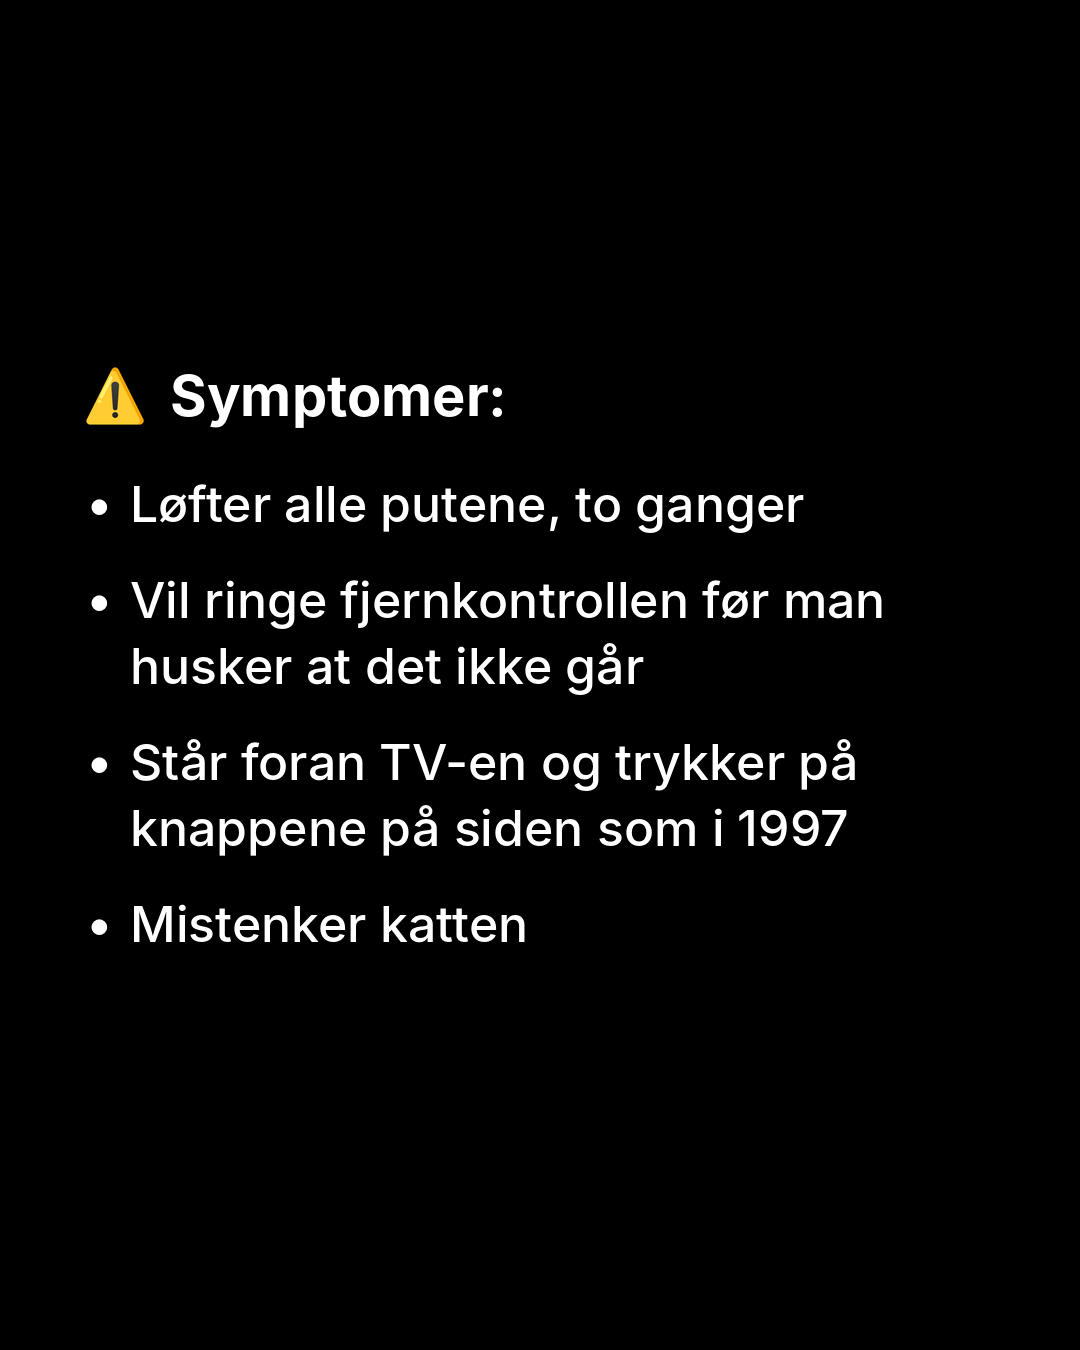 ⚠️ Symptomer:
• Løfter alle putene, to ganger
• Vil ringe fjernkontrollen før man
husker at det ikke går
• Står foran TV-en og trykker på
knappene på siden som i 1997
• Mistenker katten